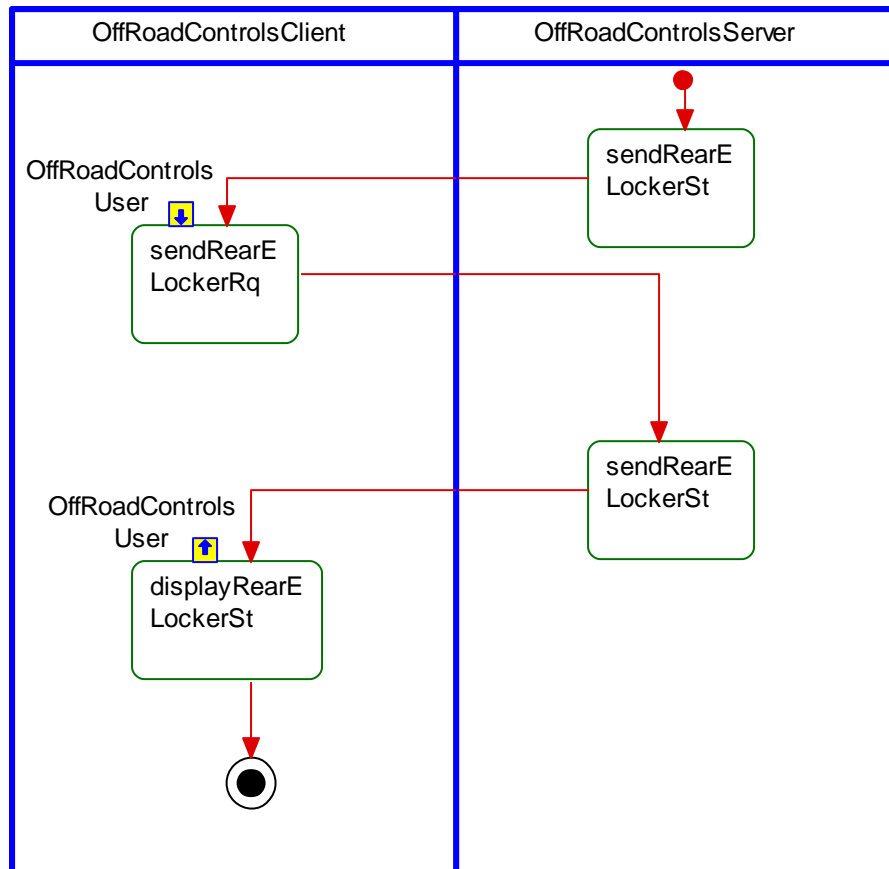 OffRoadControlsClient
OffRoadControlsServer
sendRearE
LockerSt
OffRoadControls
User
sendRearE
LockerRq
sendRearE
LockerSt
OffRoadControls
User
displayRearE
LockerSt